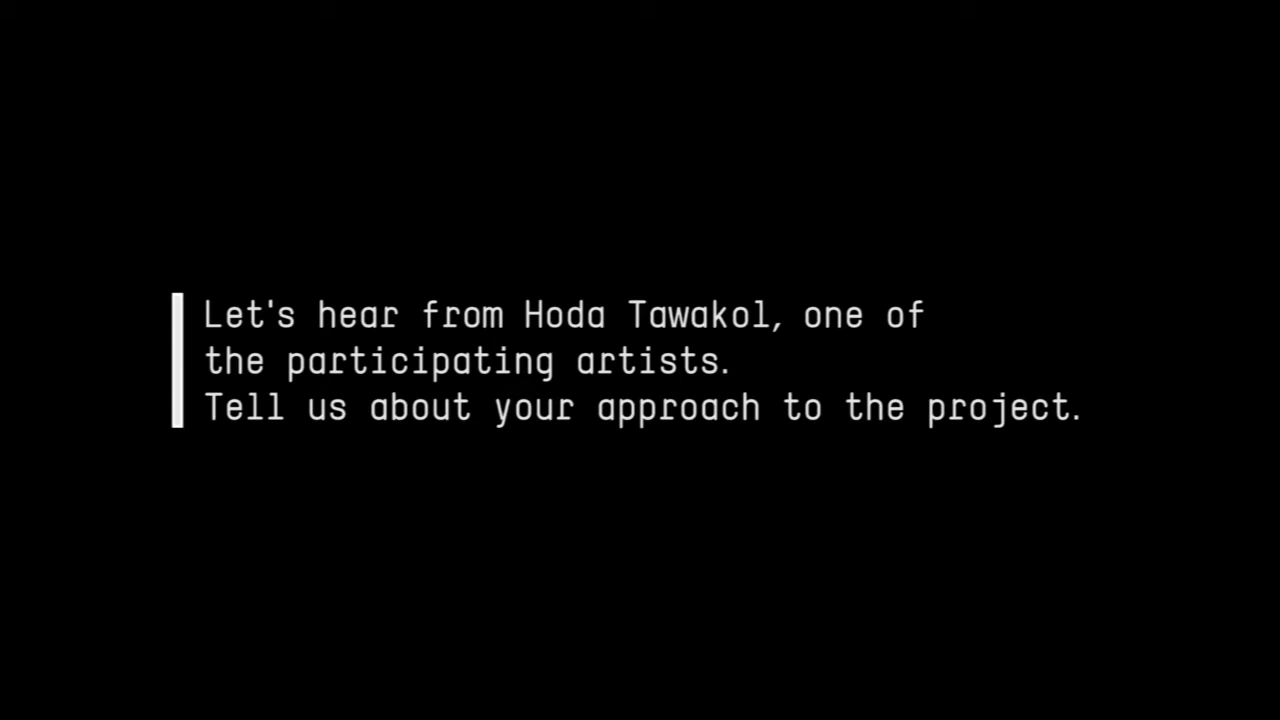 Let's hear from Hoda Tawakol, one of
the participating artists.
Tell us about your approach to the project.